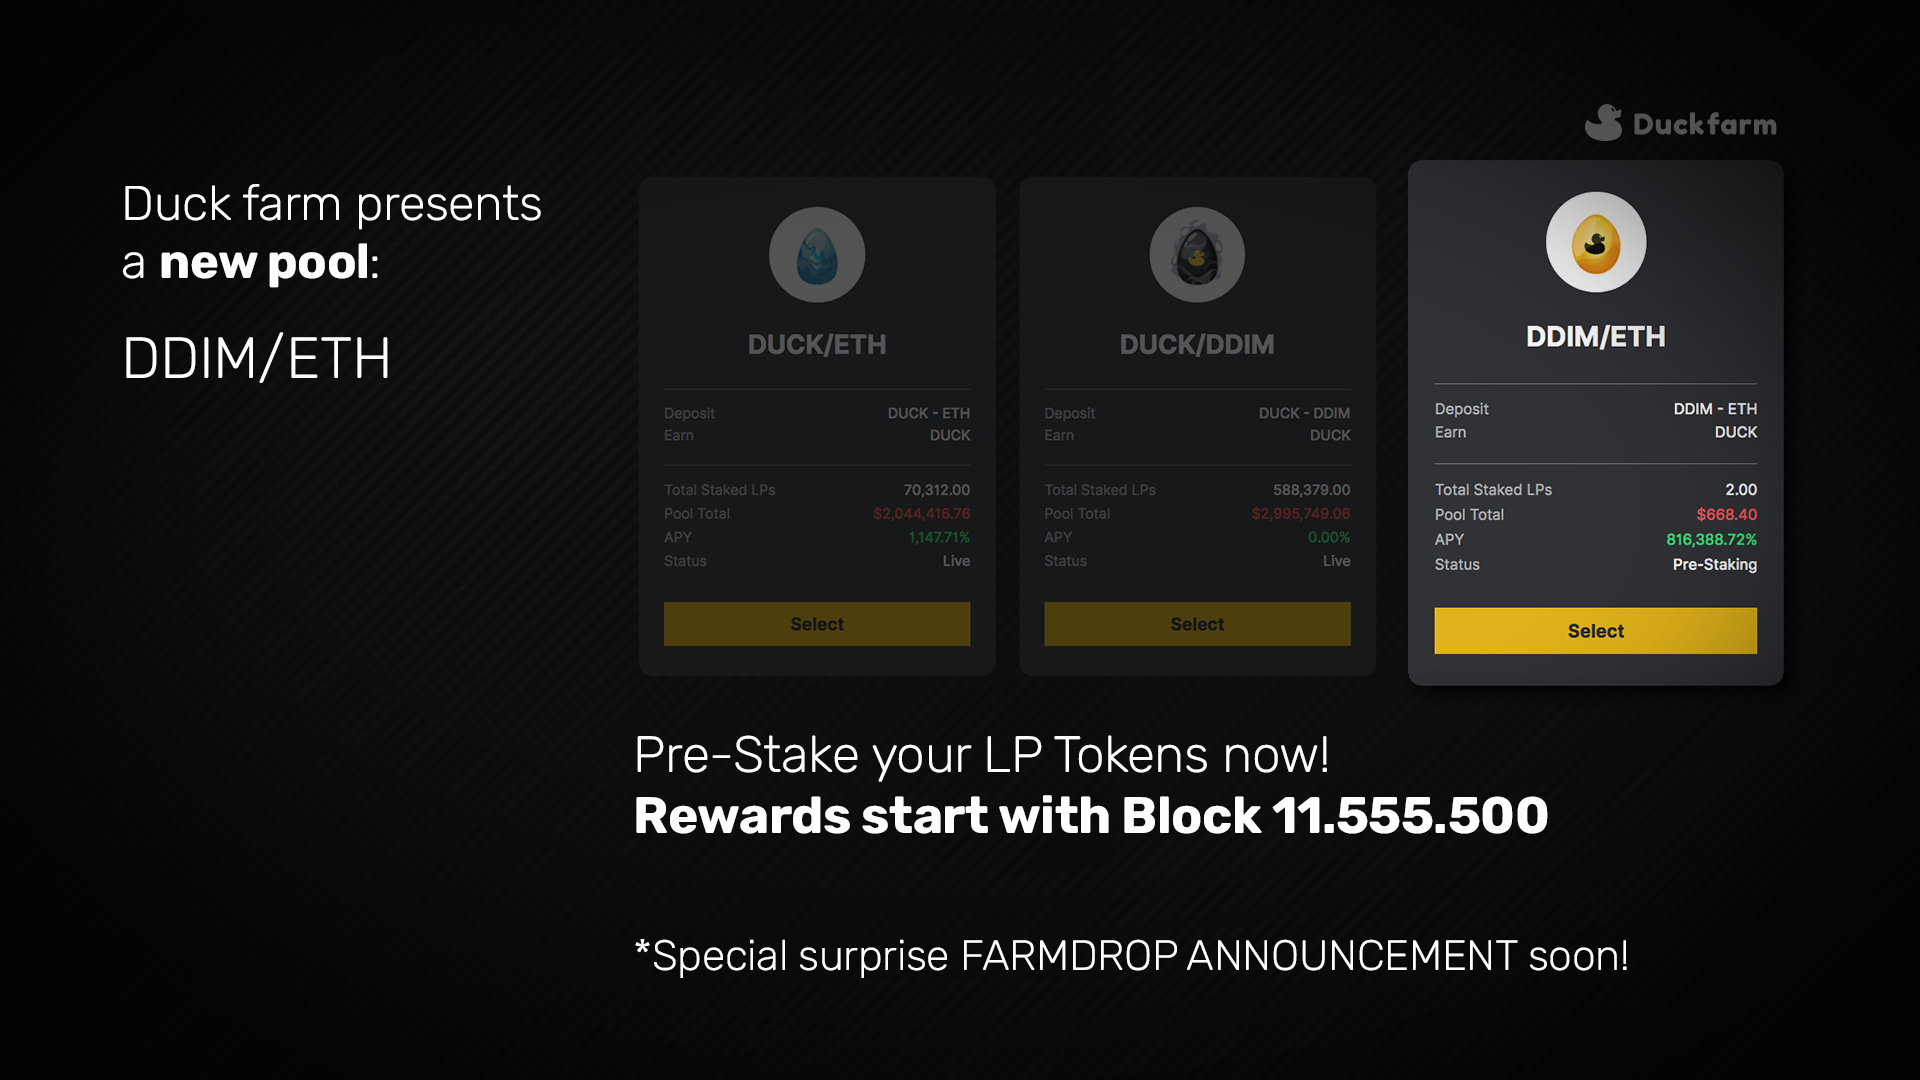 Duckfarm
Duck farm presents
a new pool:
DDIM/ETH
DUCK/ETH
Deposit DUCK - ETH
Earn DUCK
Total Staked LPs 70,312.00
Pool Total $2,044,416.76
APY 1,147.71%
Status Live
Select
DUCK/DDIM
Deposit DUCK - DDIM
Earn DUCK
Total Staked LPs 588,379.00
Pool Total $2,995,749.06
APY 0.00%
Status Live
Select
DDIM/ETH
Deposit DDIM - ETH
Earn DUCK
Total Staked LPs 2.00
Pool Total $668.40
APY 816,388.72%
Status Pre-Staking
Select
Pre-Stake your LP Tokens now!
Rewards start with Block 11.555.500
*Special surprise FARMDROP ANNOUNCEMENT soon!